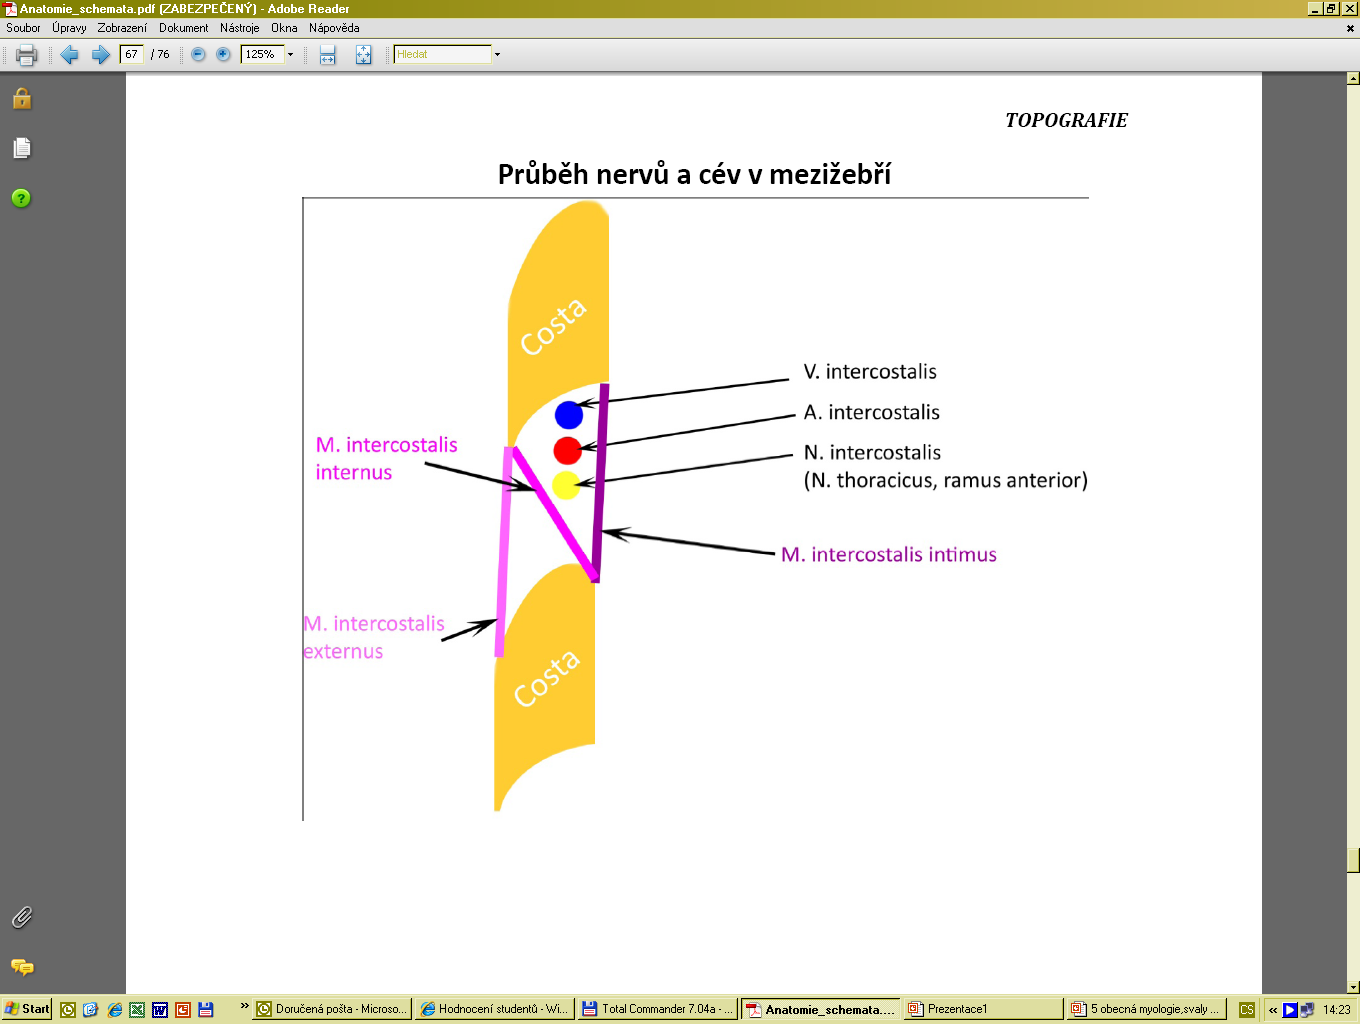 Anatomie_schemata.pdf (ZABEZPEČENÝ) - Adobe Reader
Soubor Úpravy Zobrazení Dokument Nástroje Okna Nápověda
67 / 76 125% Hledat
TOPOGRAFIE
Průběh nervů a cév v mezižebří
Costa
V. intercostalis
A. intercostalis
M. intercostalis
internus
N. intercostalis
(N. thoracicus, ramus anterior)
M. intercostalis intimus
M. intercostalis
externus
Costa
Start » Doručená pošta - Microso... Hodnocení studentů - Wi... Total Commander 7.04a - ... Anatomie_schemata.... Prezentace1 5 obecná myologie,svaly ... CS « 14:23